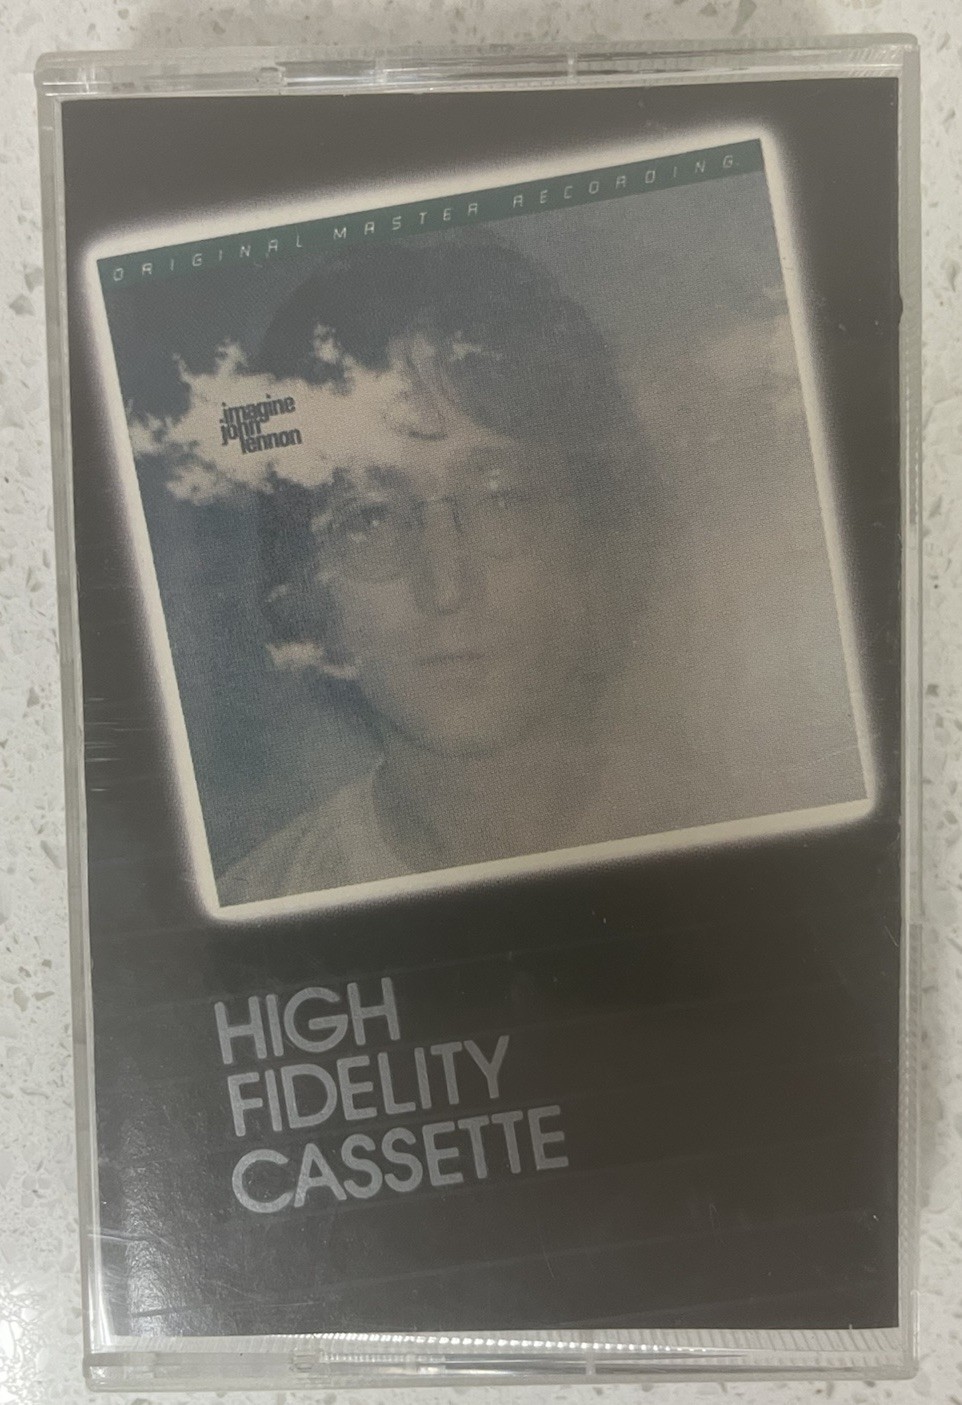 ORIGINAL MASTER RECORDING
imagine
john
lennon
HIGH
FIDELITY
CASSETTE